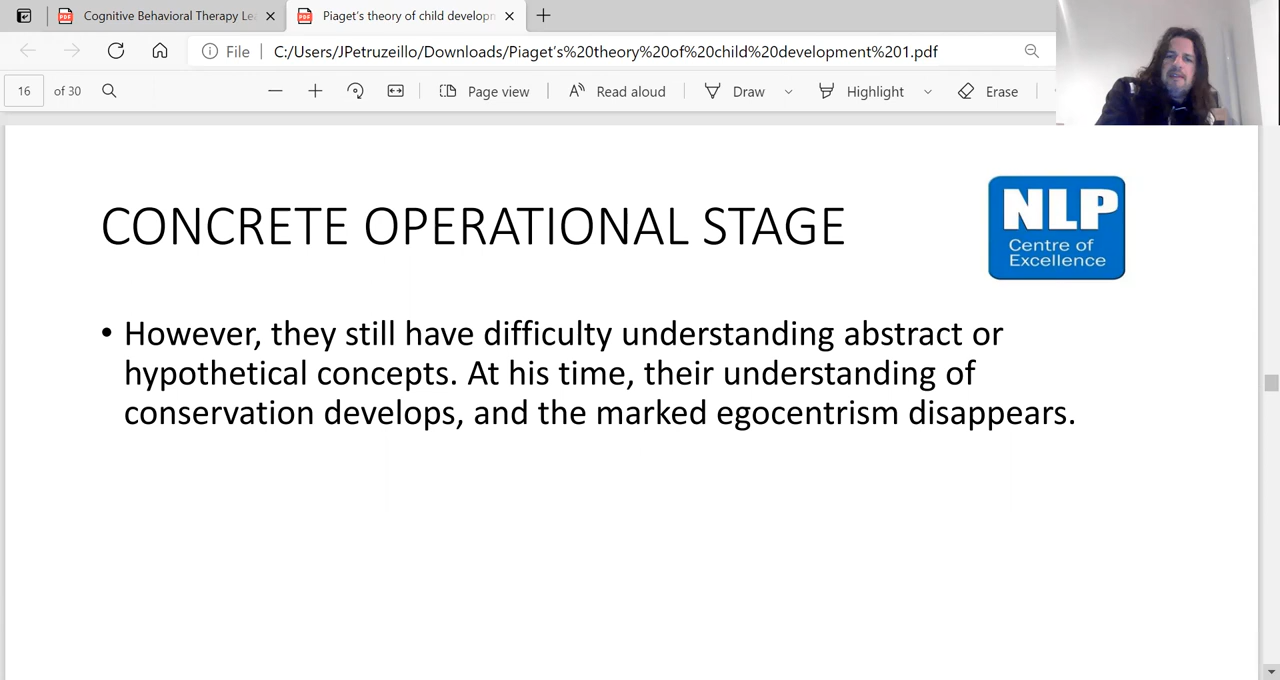 Cognitive Behavioral Therapy Le
Piaget's theory of child developn
File
C:/Users/JPetruzeillo/Downloads/Piaget's%20theory%20of%20child%20development%201.pdf
16 of 30
Page view
Read aloud
Draw
Highlight
Erase
CONCRETE OPERATIONAL STAGE
NLP
Centre of
Excellence
• However, they still have difficulty understanding abstract or
hypothetical concepts. At his time, their understanding of
conservation develops, and the marked egocentrism disappears.